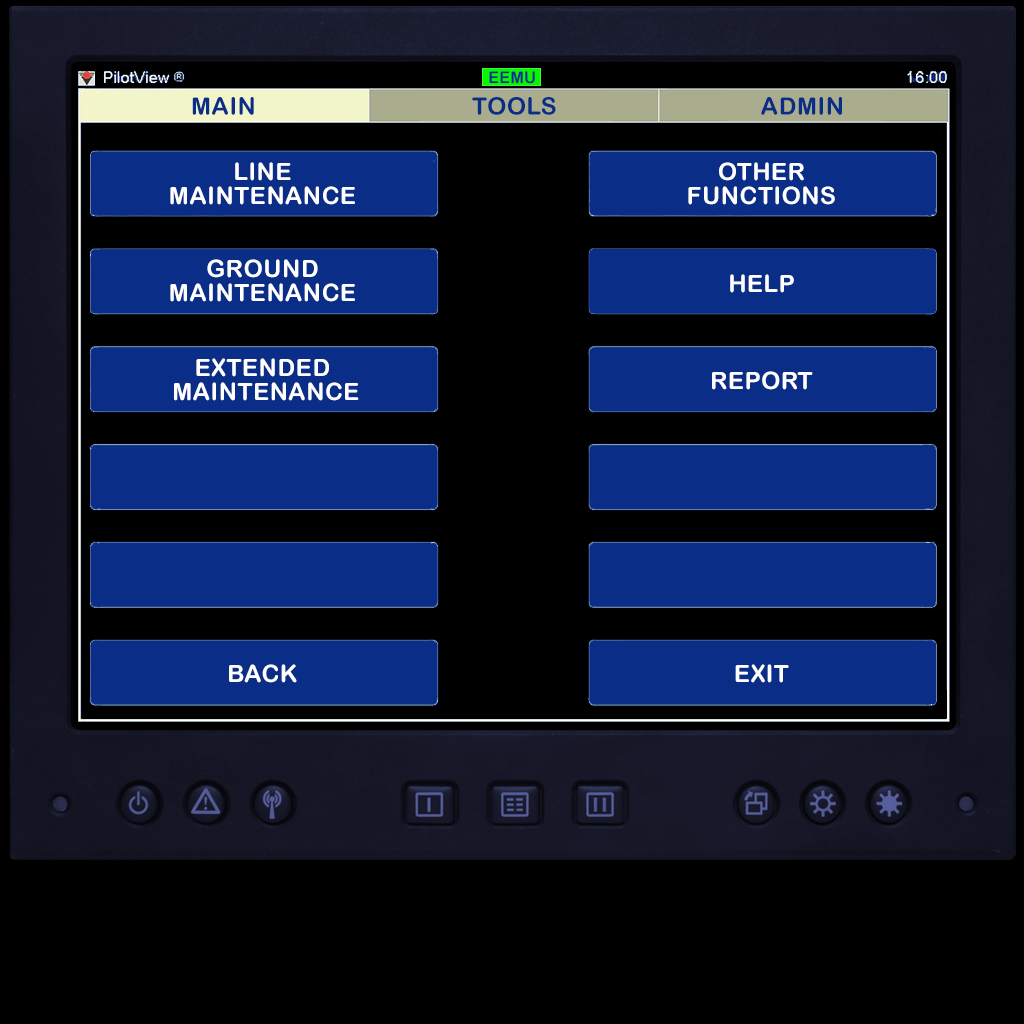 PilotView ® EEMU 16:00
MAIN TOOLS ADMIN
LINE
MAINTENANCE
OTHER
FUNCTIONS
GROUND
MAINTENANCE
HELP
EXTENDED
MAINTENANCE
REPORT
BACK
EXIT